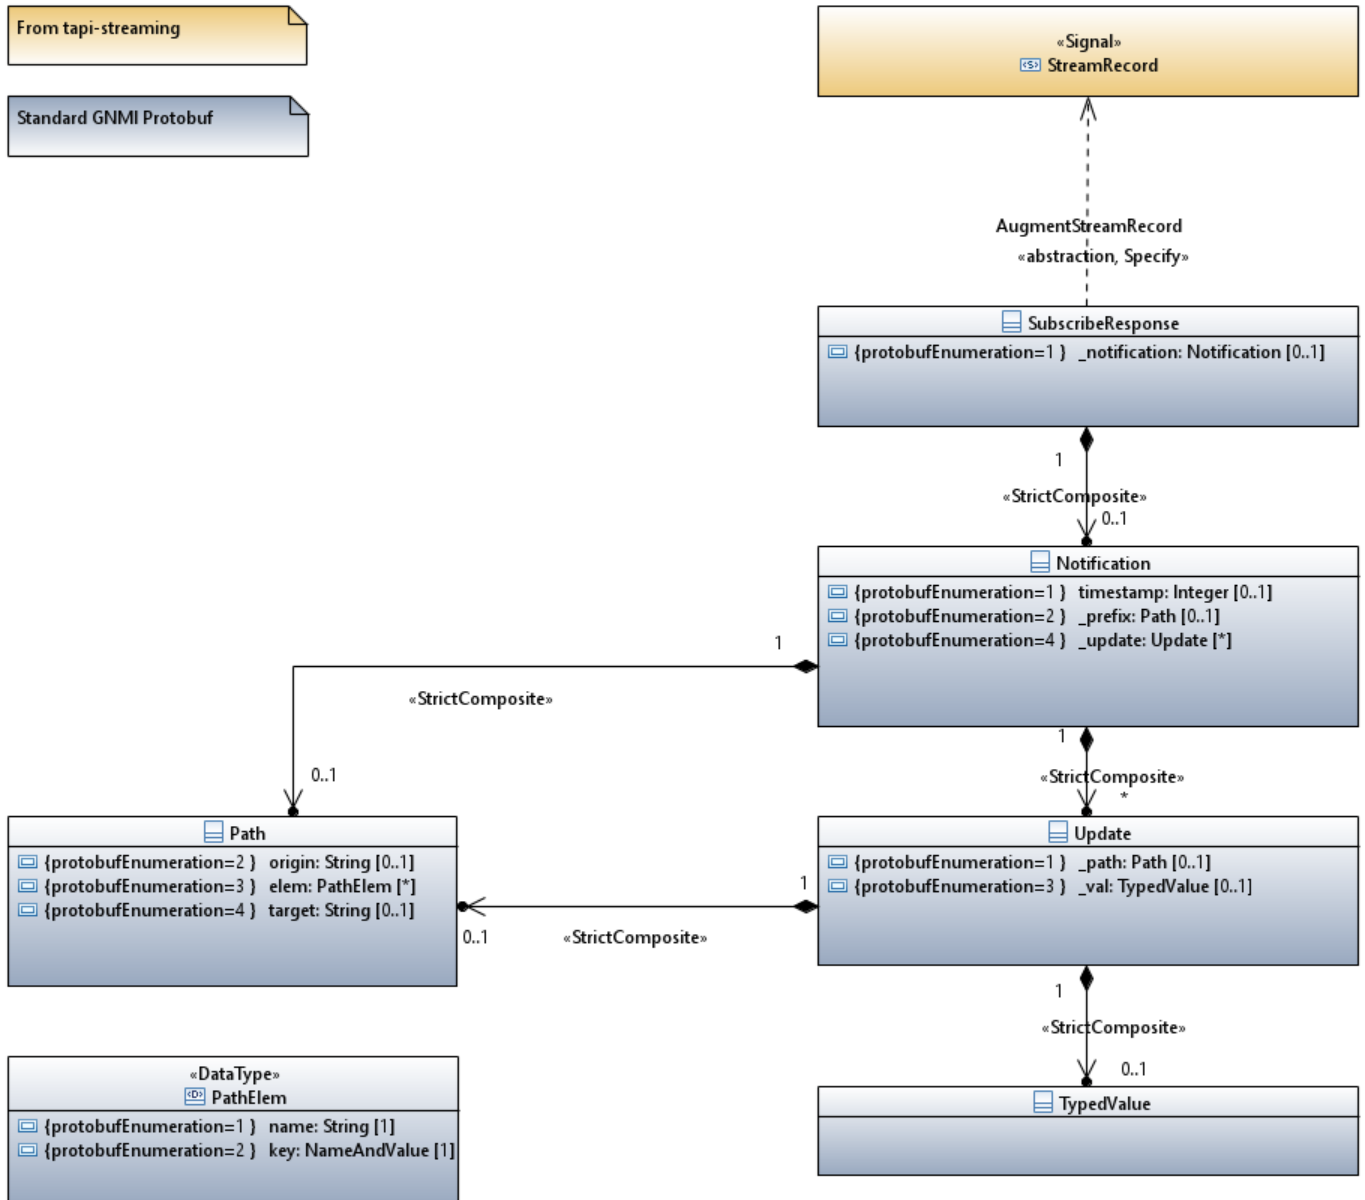 From tapi-streaming
Standard GNMI Protobuf
«Signal»
StreamRecord
AugmentStreamRecord
«abstraction, Specify»
SubscribeResponse
{protobufEnumeration=1 } _notification: Notification [0..1]
1
«StrictComposite»
0..1
Notification
{protobufEnumeration=1 } timestamp: Integer [0..1]
{protobufEnumeration=2 } _prefix: Path [0..1]
{protobufEnumeration=4 } _update: Update [*]
1
«StrictComposite»
0..1
1
«StrictComposite»
*
Path
{protobufEnumeration=2 } origin: String [0..1]
{protobufEnumeration=3 } elem: PathElem [*]
{protobufEnumeration=4 } target: String [0..1]
Update
{protobufEnumeration=1 } _path: Path [0..1]
{protobufEnumeration=3 } _val: TypedValue [0..1]
1
0..1
«StrictComposite»
1
«StrictComposite»
0..1
«DataType»
PathElem
{protobufEnumeration=1 } name: String [1]
{protobufEnumeration=2 } key: NameAndValue [1]
TypedValue